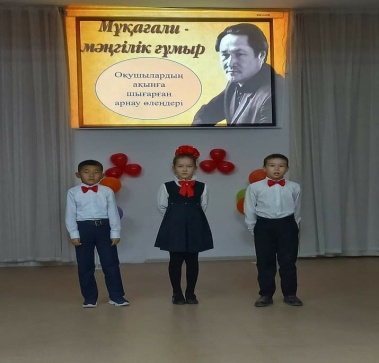 Мұқағали -
мәңгілік ғұмыр
Оқушылардың
ақынға
шығарған
арнау өлеңдері